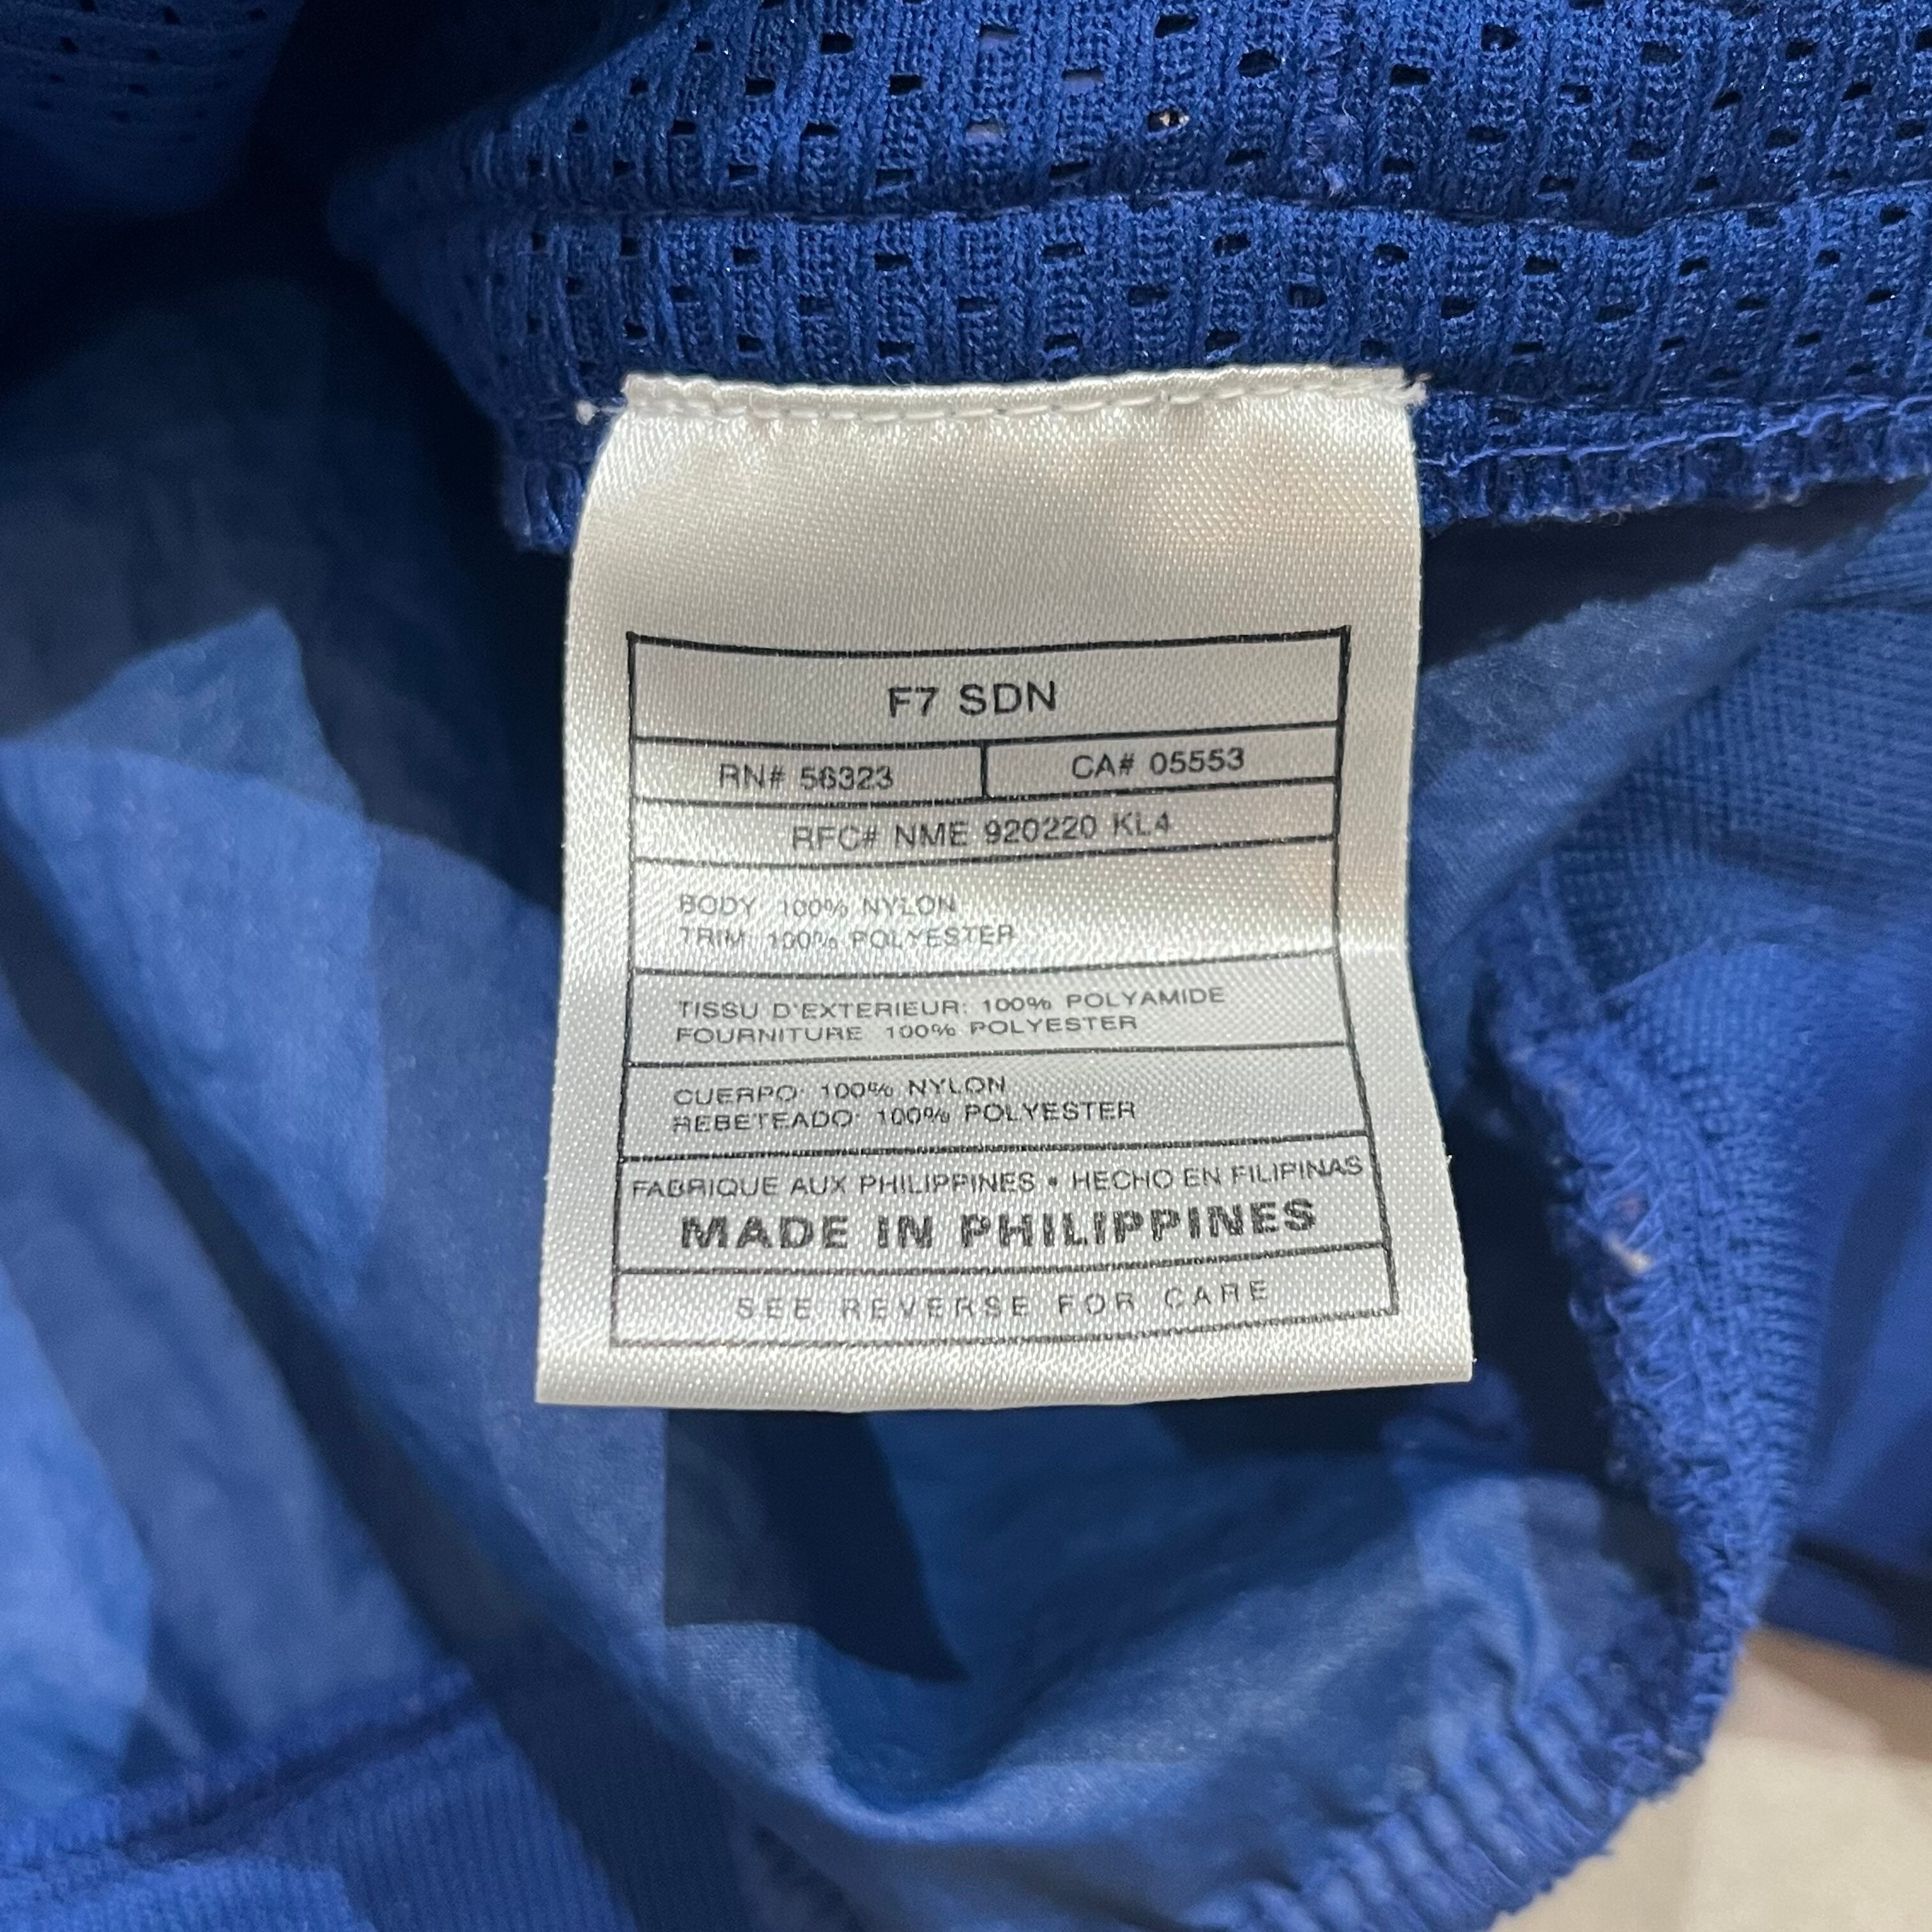 F7 SDN
RN# 56323 CA# 05553
RFC# NME 920220 KL4
BODY: 100% NYLON
TRIM: 100% POLYESTER
TISSU D'EXTERIEUR: 100% POLYAMIDE
FOURNITURE: 100% POLYESTER
CUERPO: 100% NYLON
REBETEADO: 100% POLYESTER
FABRIQUE AUX PHILIPPINES • HECHO EN FILIPINAS
MADE IN PHILIPPINES
SEE REVERSE FOR CARE